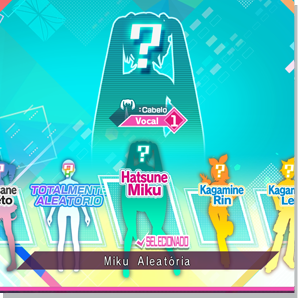 ?
:Cabelo
Vocal 1
?
Hatsune
Miku
TOTALMENTE
ALEATÓRIO
Kagamine
Rin
SELECIONADO
Miku Aleatória